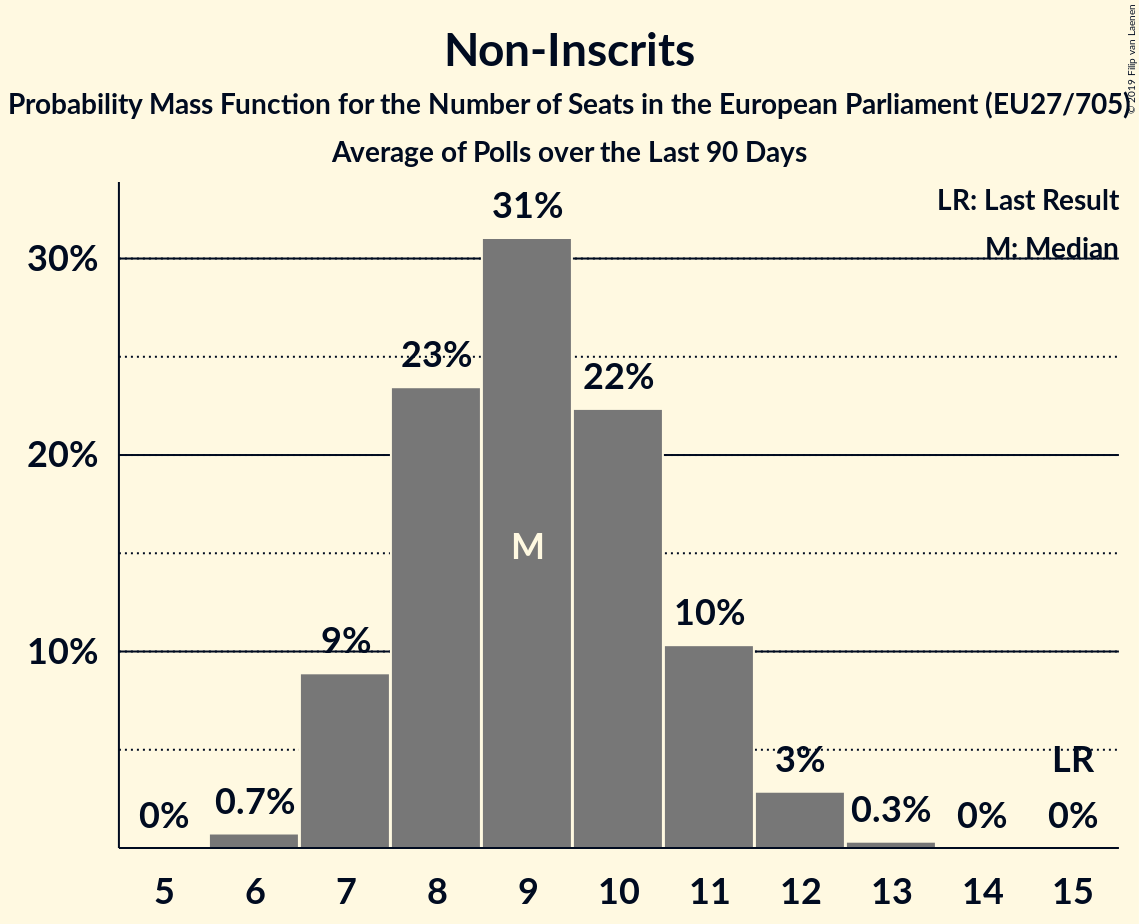 Non-Inscrits
Probability Mass Function for the Number of Seats in the European Parliament (EU27/705)
Average of Polls over the Last 90 Days
© 2019 Filip van Laenen
LR: Last Result
M: Median
30%
20%
10%
0%
0.7%
9%
23%
31%
M
22%
10%
3%
0.3%
0%
LR
0%
5 6 7 8 9 10 11 12 13 14 15